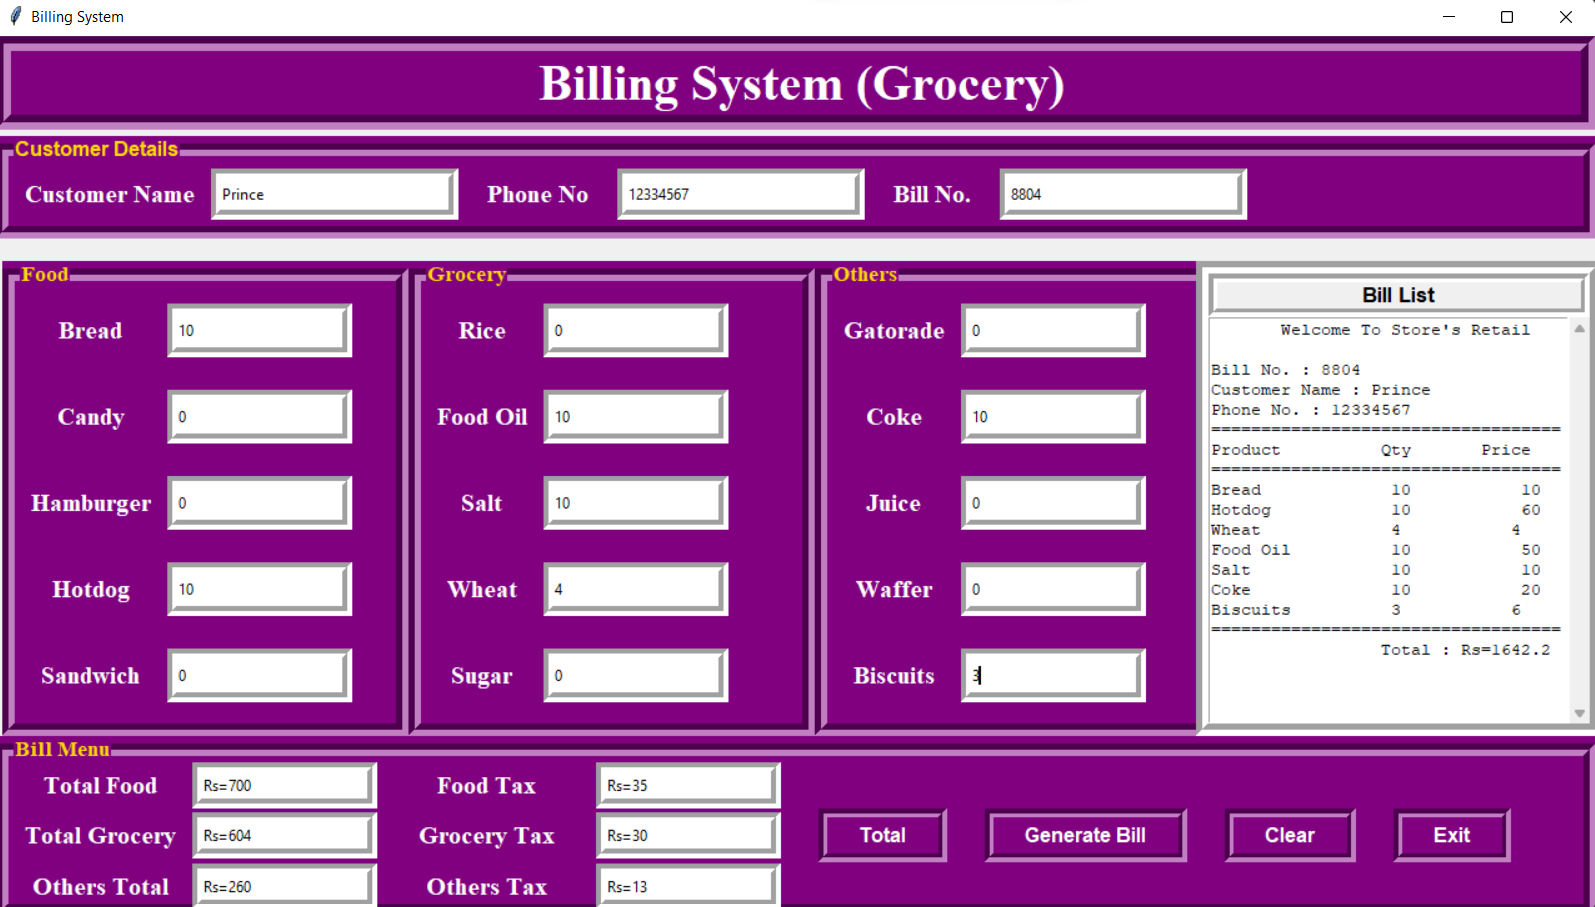 Billing System
Billing System (Grocery)
Customer Details
Customer Name Prince Phone No 12334567 Bill No. 8804
Food
Bread 10
Candy 0
Hamburger 0
Hotdog 10
Sandwich 0
Grocery
Rice 0
Food Oil 10
Salt 10
Wheat 4
Sugar 0
Others
Gatorade 0
Coke 10
Juice 0
Waffer 0
Biscuits 3
Bill List
Welcome To Store's Retail
Bill No. : 8804
Customer Name : Prince
Phone No. : 12334567
===================================
Product Qty Price
===================================
Bread 10 10
Hotdog 10 60
Wheat 4 4
Food Oil 10 50
Salt 10 10
Coke 10 20
Biscuits 3 6
===================================
Total : Rs=1642.2
Bill Menu
Total Food Rs=700 Food Tax Rs=35
Total Grocery Rs=604 Grocery Tax Rs=30
Others Total Rs=260 Others Tax Rs=13
Total Generate Bill Clear Exit